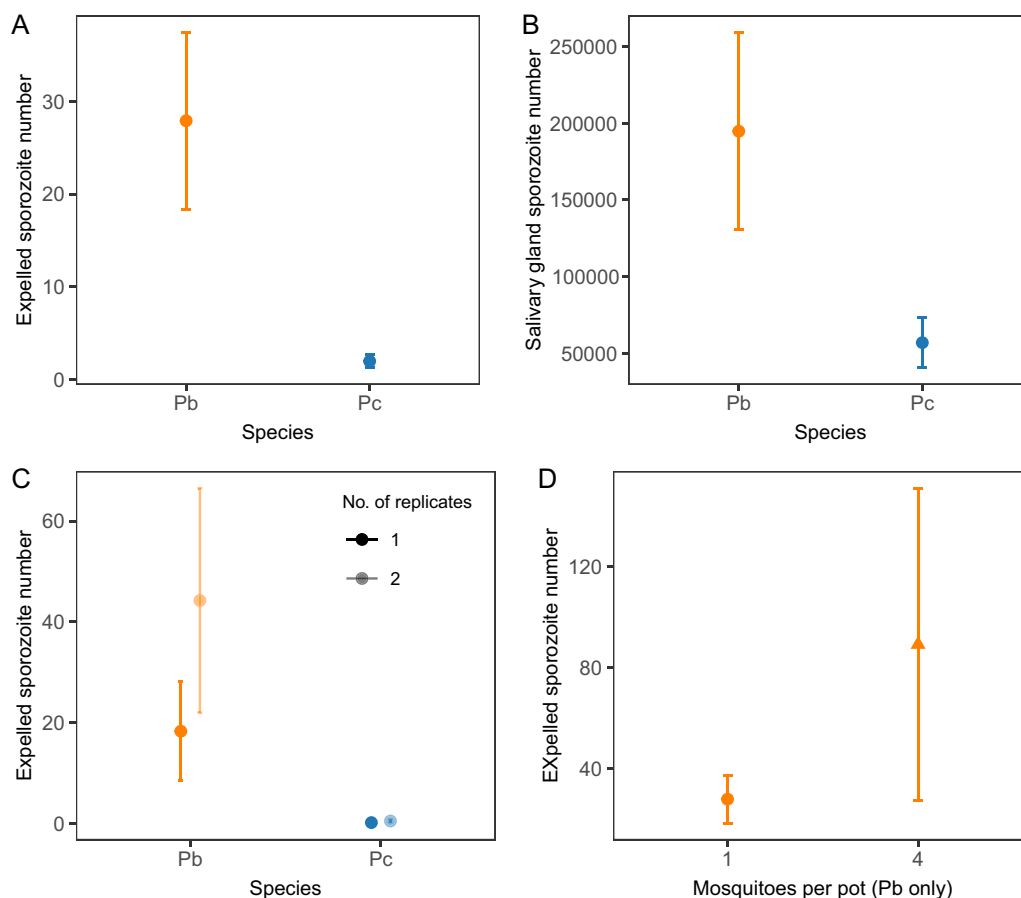 A
Expelled sporozoite number
30
20
10
0
Pb
Pc
Species
B
Salivary gland sporozoite number
250000
200000
150000
100000
50000
Pb
Pc
Species
C
Expelled sporozoite number
60
40
20
0
No. of replicates
1
2
Pb
Pc
Species
D
EXpelled sporozoite number
120
80
40
1
4
Mosquitoes per pot (Pb only)